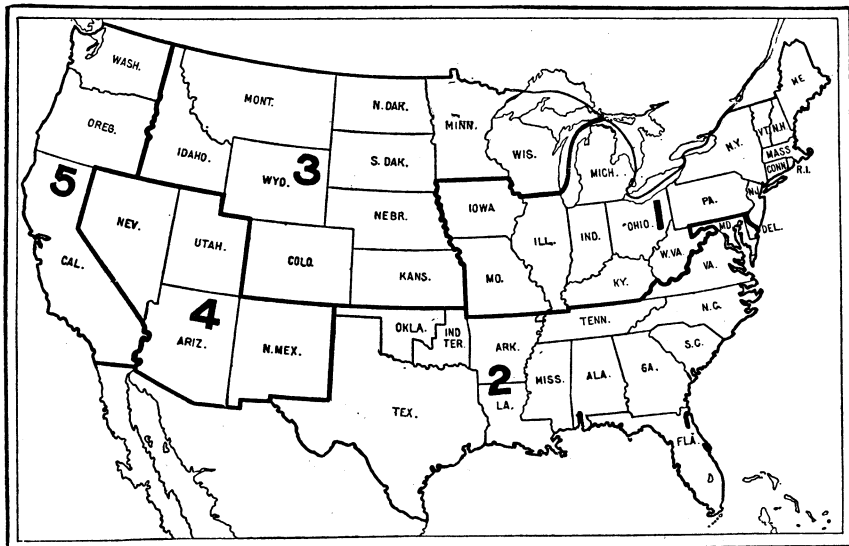 WASH.
MONT.
N.DAK.
MINN.
ME.
OREG.
IDAHO.
WYO.
3
S.DAK.
WIS.
MICH.
N.Y.
VT.
N.H
MASS
CONN.
R.I.
5
NEV.
UTAH.
NEBR.
IOWA
ILL.
IND.
OHIO.
1
PA.
N.J.
MD.
DEL.
CAL.
COLO.
KANS.
MO.
KY.
W.VA.
VA.
4
ARIZ.
N.MEX.
OKLA.
IND
TER.
ARK.
TENN.
N.C.
S.C.
2
TEX.
LA.
MISS.
ALA.
GA.
FLA.